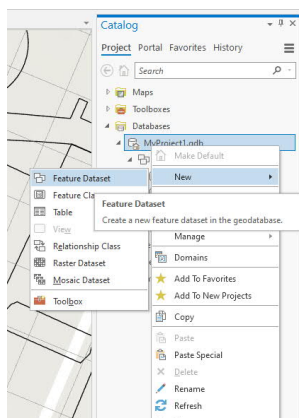 Catalog
Project Portal Favorites History
Search
Maps
Toolboxes
Databases
MyProject1.gdb
Make Default
New
Feature Dataset
Feature Cla
Table
View
Relationship Class
Raster Dataset
Mosaic Dataset
Toolbox
Feature Dataset
Create a new feature dataset in the geodatabase.
Manage
Domains
Add To Favorites
Add To New Projects
Copy
Paste
Paste Special
Delete
Rename
Refresh